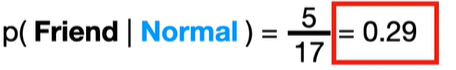 p( Friend | Normal ) = 5/17 = 0.29